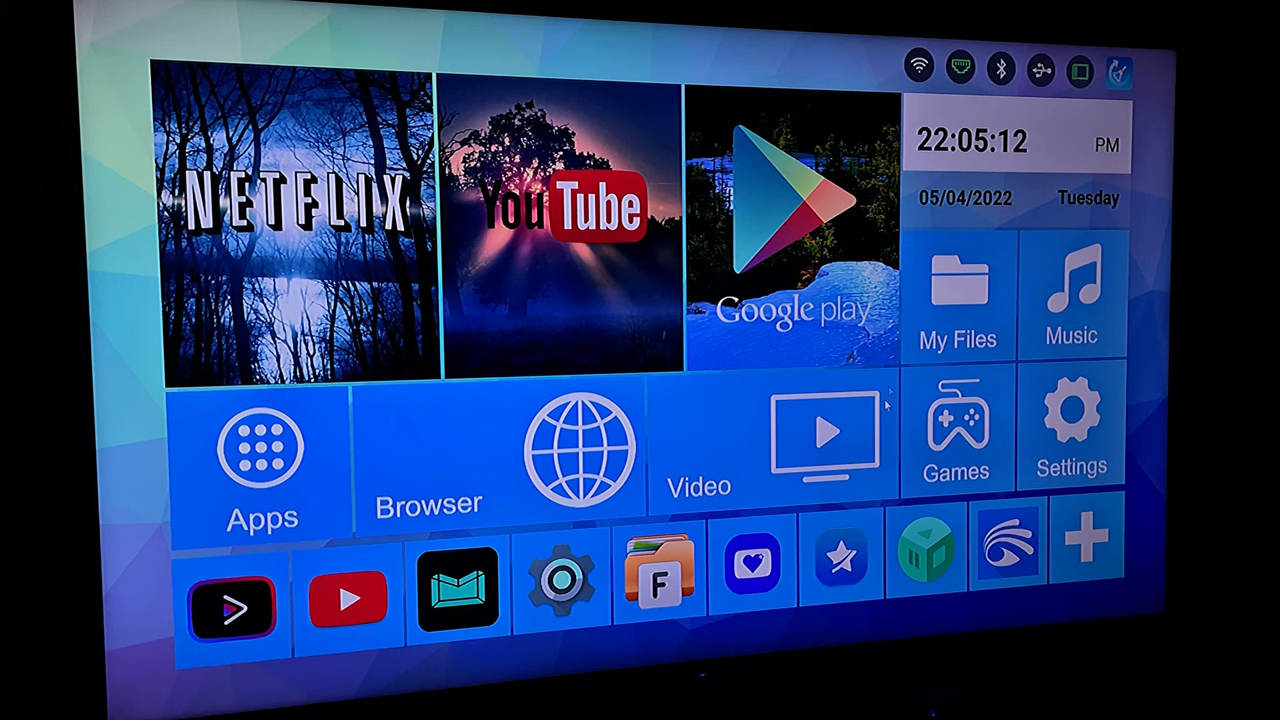 NETFLIX
YouTube
Google play
22:05:12 PM
05/04/2022 Tuesday
My Files
Music
Apps
Browser
Video
Games
Settings
F